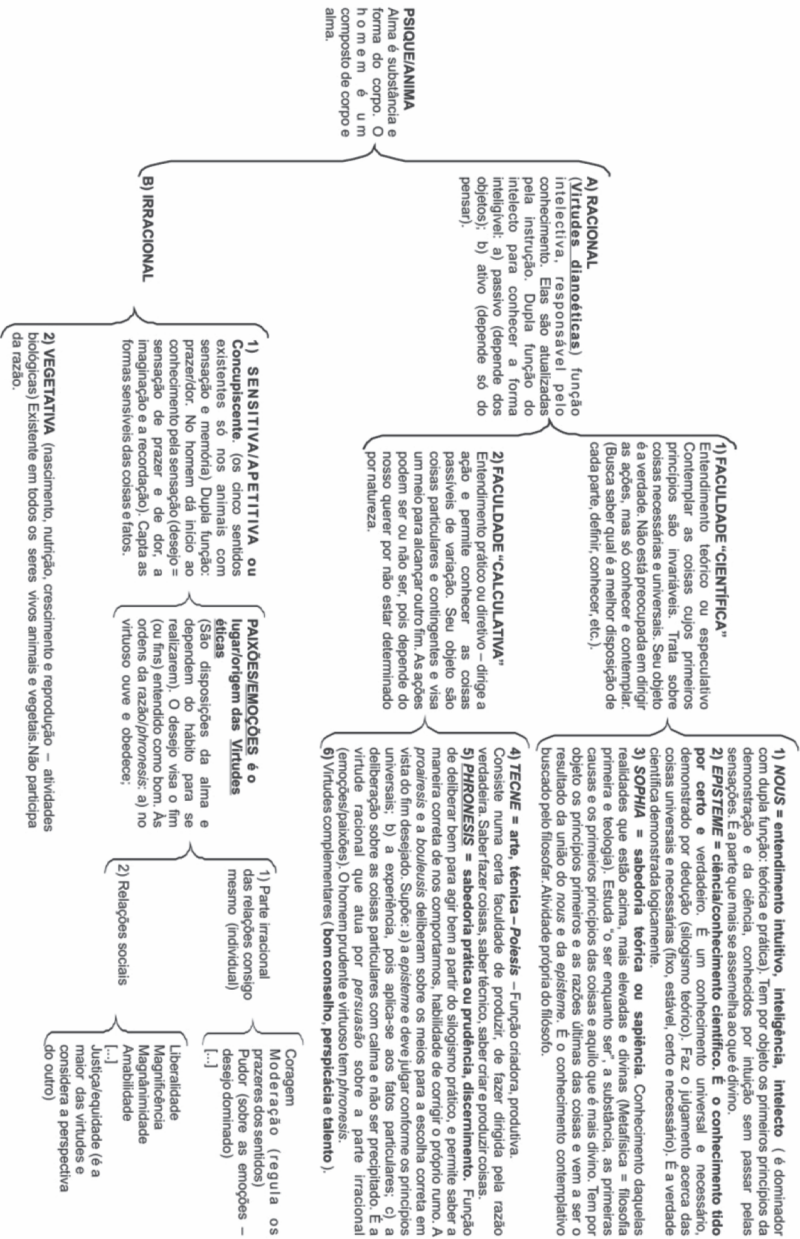 PSIQUE/ANIMA
Alma é substância e
forma do corpo. O
homem é um
composto de corpo e
alma.
A) RACIONAL
(Virtudes dianoéticas) função
intelectiva, responsável pelo
conhecimento. Elas são atualizadas
pela instrução. Dupla função do
intelecto para conhecer a forma
inteligível: a) passivo (depende dos
objetos); b) ativo (depende só do
pensar).
1) FACULDADE "CIENTÍFICA"
Entendimento teórico ou especulativo
Contemplar as coisas cujos primeiros
princípios são invariáveis. Trata sobre
coisas necessárias e universais. Seu objeto
é a verdade. Não está preocupada em dirigir
as ações, mas só conhecer e contemplar.
(Busca saber qual é a melhor disposição de
cada parte, definir, conhecer, etc.).
1) NOUS = entendimento intuitivo, inteligência, intelecto ( é dominador
com dupla função: teórica e prática). Tem por objeto os primeiros princípios da
demonstração e da ciência, conhecidos por intuição sem passar pelas
sensações. É a parte que mais se assemelha ao que é divino.
2) EPISTEME = ciência/conhecimento científico. É o conhecimento tido
por certo e verdadeiro. É um conhecimento universal e necessário,
demonstrado por dedução (silogismo teórico). Faz o julgamento acerca das
coisas universais e necessárias (fixo, estável, certo e necessário). É a verdade
científica demonstrada logicamente.
3) SOPHIA = sabedoria teórica ou sapiência. Conhecimento daquelas
realidades que estão acima, mais elevadas e divinas (Metafísica = filosofia
primeira e teologia). Estuda "o ser enquanto ser", a substância, as primeiras
causas e os primeiros princípios das coisas e aquilo que é mais divino. Tem por
objeto os princípios primeiros e as razões últimas das coisas e vem a ser o
resultado da união do nous e da episteme. É o conhecimento contemplativo
buscado pelo filosofar. Atividade própria do filósofo.
2) FACULDADE "CALCULATIVA"
Entendimento prático ou diretivo – dirige a
ação e permite conhecer as coisas
passíveis de variação. Seu objeto são
coisas particulares e contingentes e visa
um meio para alcançar outro fim. As ações
podem ser ou não ser, pois depende do
nosso querer por não estar determinado
por natureza.
4) TECNE = arte, técnica – Poiesis – Função criadora, produtiva.
Consiste numa certa faculdade de produzir, de fazer dirigida pela razão
verdadeira. Saber fazer coisas, saber técnico, saber criar e produzir coisas.
5) PHRONESIS = sabedoria prática ou prudência, discernimento. Função
de deliberar bem para agir bem a partir do silogismo prático, e permite saber a
maneira correta de nos comportarmos, habilidade de corrigir o próprio rumo. A
proairesis e a bouleusis deliberam sobre os meios para a escolha correta em
vista do fim desejado. Supõe: a) a episteme e deve julgar conforme os princípios
universais; b) a experiência, pois aplica-se aos fatos particulares; c) a
deliberação sobre as coisas particulares com calma e não ser precipitado. É a
virtude racional que atua por persuasão sobre a parte irracional
(emoções/paixões). O homem prudente e virtuoso tem phronesis.
6) Virtudes complementares ( bom conselho, perspicácia e talento ).
B) IRRACIONAL
1) SENSITIVA/APETITIVA ou
Concupiscente. (os cinco sentidos
existentes só nos animais com
sensação e memória) Dupla função:
prazer/dor. No homem dá início ao
conhecimento pela sensação (desejo =
sensação de prazer e de dor, a
imaginação e a recordação). Capta as
formas sensíveis das coisas e fatos.
PAIXÕES/EMOÇÕES é o
lugar/origem das Virtudes
éticas
(São disposições da alma e
dependem do hábito para se
realizarem). O desejo visa o fim
(ou fins) entendido como bom. Às
ordens da razão/phronesis: a) no
virtuoso ouve e obedece;
1) Parte irracional
das relações consigo
mesmo (individual)
Coragem
Moderação (regula os
prazeres dos sentidos)
Pudor (sobre as emoções –
desejo dominado)
[...]
2) Relações sociais
Liberalidade
Magnificência
Magnânimidade
Amabilidade
[...]
Justiça/equidade (é a
maior das virtudes e
considera a perspectiva
do outro)
2) VEGETATIVA (nascimento, nutrição, crescimento e reprodução – atividades
biológicas) Existente em todos os seres vivos animais e vegetais. Não participa
da razão.